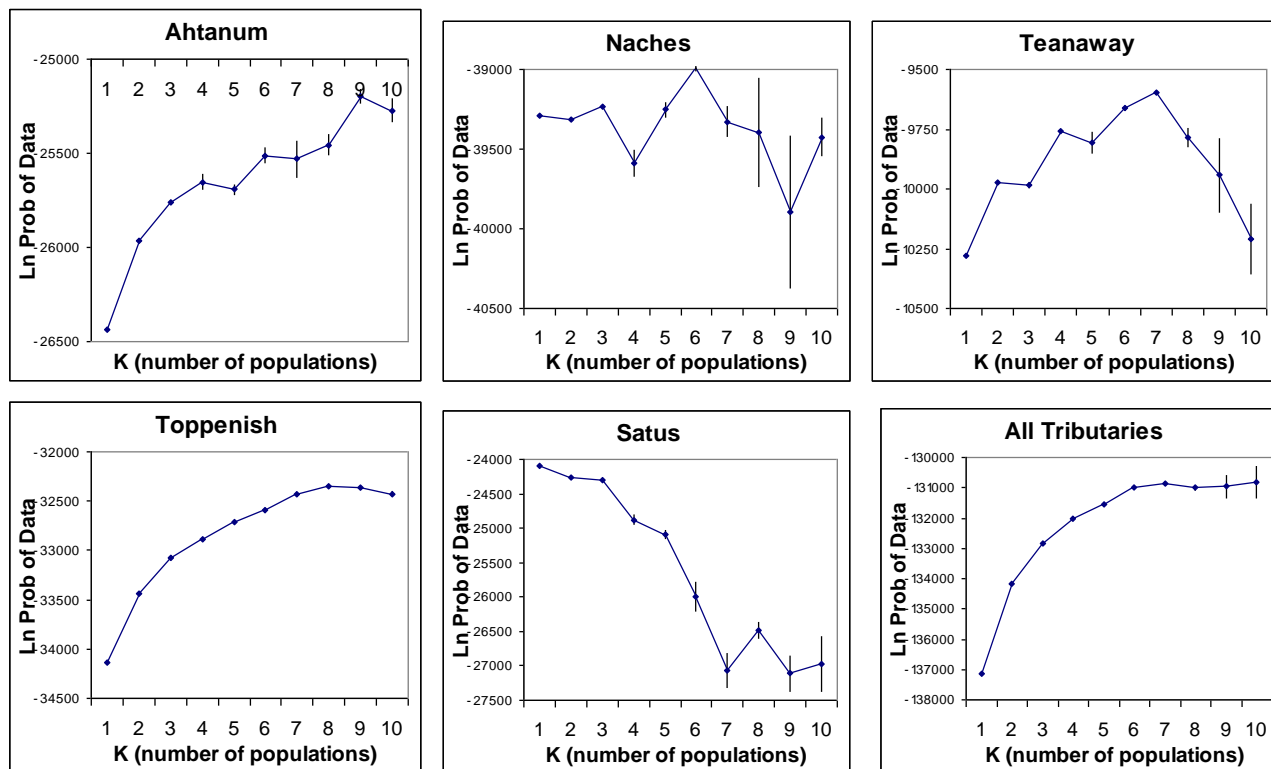 Ahtanum
-25000
-25500
-26000
-26500
1 2 3 4 5 6 7 8 9 10
Ln Prob of Data
K (number of populations)
Naches
-39000
-39500
-40000
-40500
1 2 3 4 5 6 7 8 9 10
Ln Prob of Data
K (number of populations)
Teanaway
-9500
-9750
-10000
-10250
-10500
1 2 3 4 5 6 7 8 9 10
Ln Prob of Data
K (number of populations)
Toppenish
-32000
-32500
-33000
-33500
-34000
-34500
1 2 3 4 5 6 7 8 9 10
Ln Prob of Data
K (number of populations)
Satus
-24000
-24500
-25000
-25500
-26000
-26500
-27000
-27500
1 2 3 4 5 6 7 8 9 10
Ln Prob of Data
K (number of populations)
All Tributaries
-130000
-131000
-132000
-133000
-134000
-135000
-136000
-137000
-138000
1 2 3 4 5 6 7 8 9 10
Ln Prob of Data
K (number of populations)